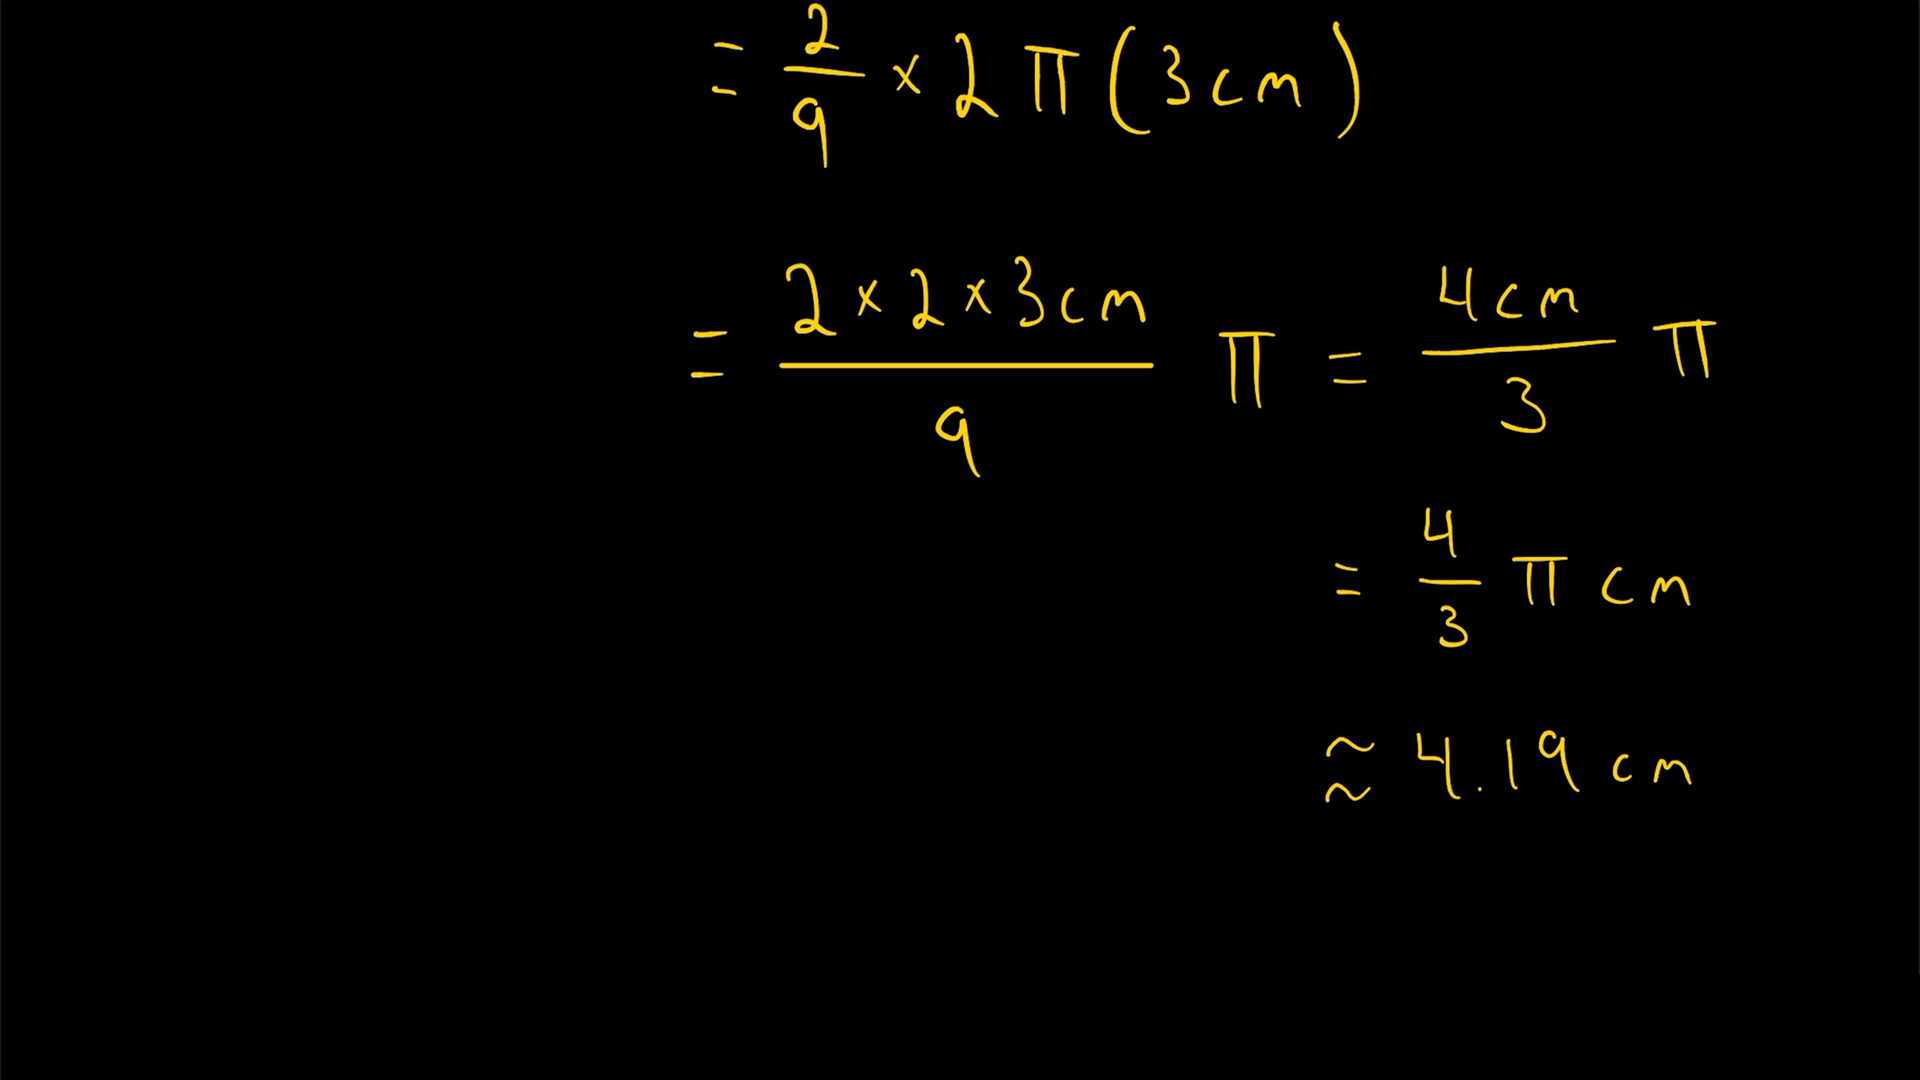 = 2/9 × 2π(3cm)
= (2×2×3cm)/9 π = 4cm/3 π
= 4/3 π cm
≈ 4.19 cm